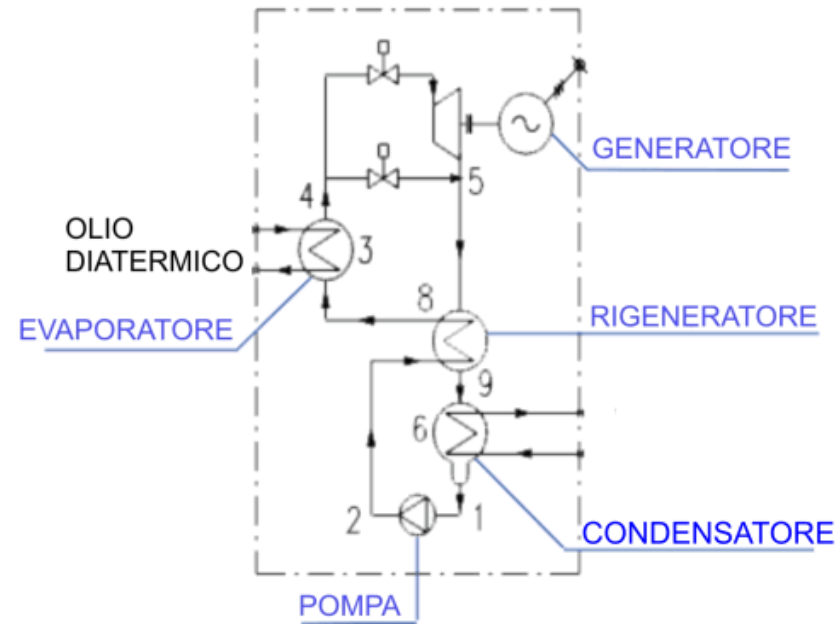 GENERATORE
5
4
OLIO
DIATERMICO
3
8
EVAPORATORE
RIGENERATORE
9
6
2
1
CONDENSATORE
POMPA